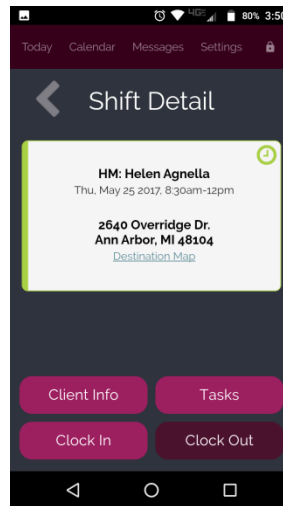 4GE 80% 3:50
Today Calendar Messages Settings
Shift Detail
HM: Helen Agnella
Thu, May 25 2017, 8:30am-12pm
2640 Overridge Dr.
Ann Arbor, MI 48104
Destination Map
Client Info Tasks
Clock In Clock Out